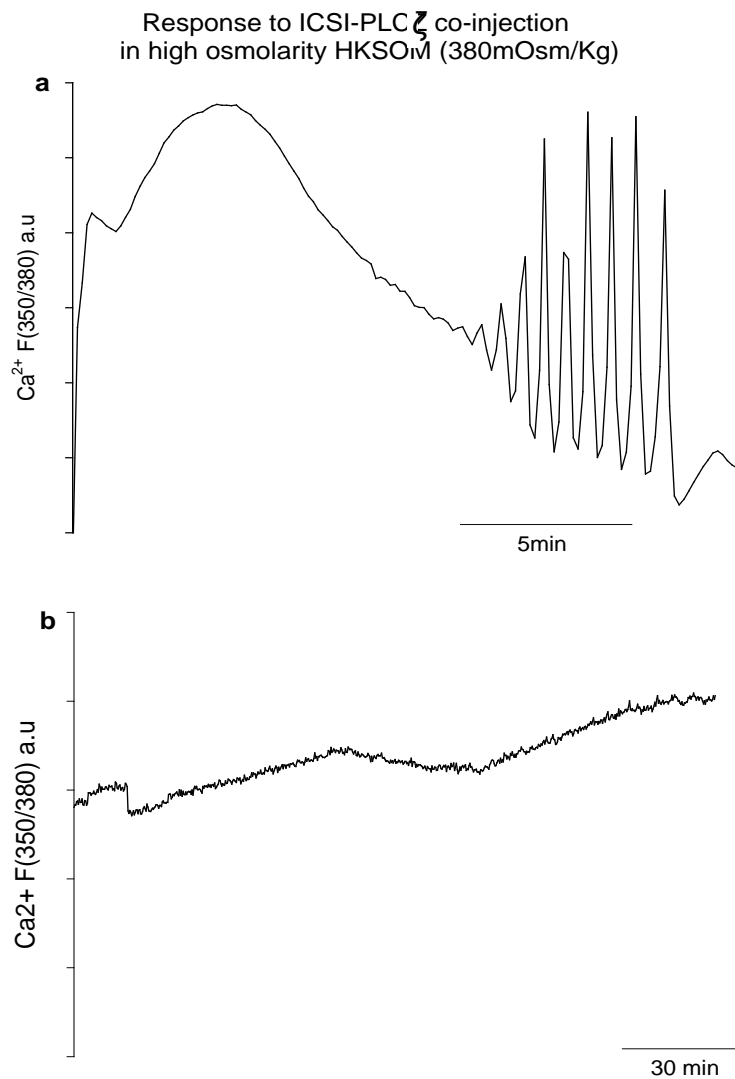 Response to ICSI-PLCζ co-injection
in high osmolarity HKSOM (380mOsm/Kg)
a
Ca²⁺ F(350/380) a.u
5min
b
Ca2+ F(350/380) a.u
30 min